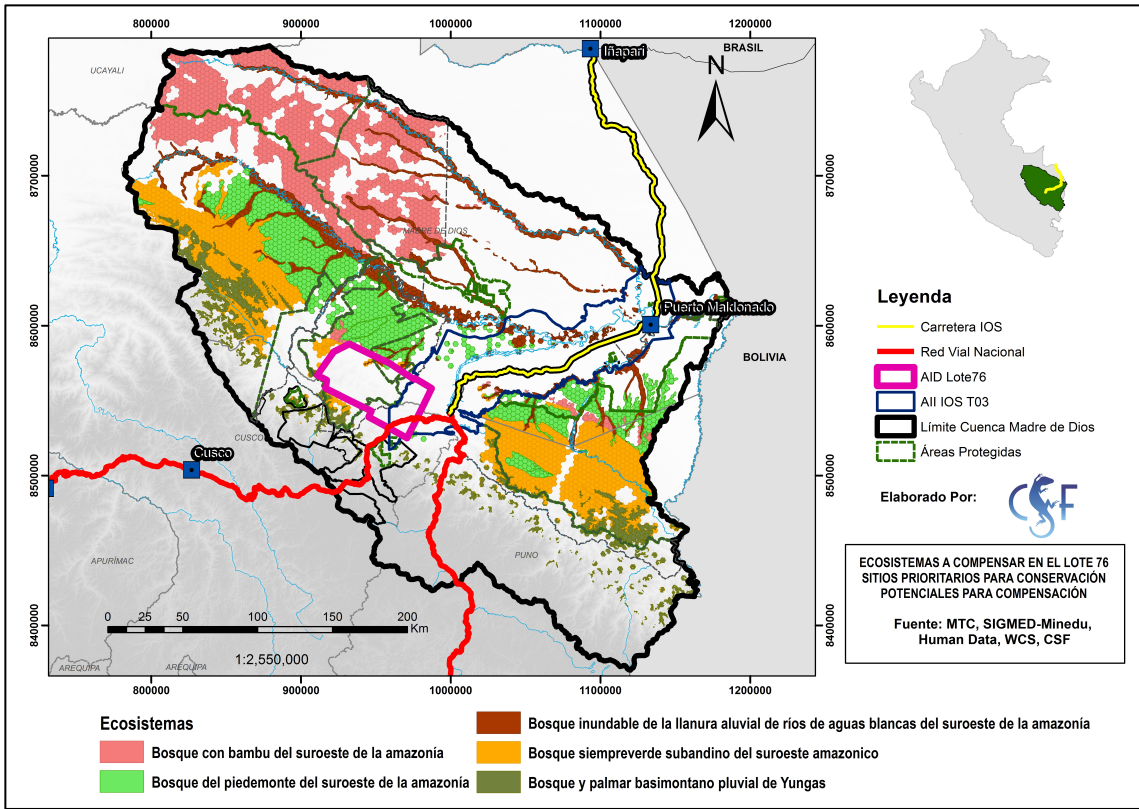 800000 900000 1000000 1100000 1200000
8700000
8600000
8500000
8400000
8700000
8600000
8500000
8400000
UCAYALI
Iñapari
BRASIL
N
MADRE DE DIOS
Puerto Maldonado
BOLIVIA
CUSCO
Cusco
APURÍMAC
PUNO
AREQUIPA
AREQUIPA
0 25 50 100 150 200
Km
1:2,550,000
800000 900000 1000000 1100000 1200000
Leyenda
Carretera IOS
Red Vial Nacional
AID Lote76
AII IOS T03
Límite Cuenca Madre de Dios
Áreas Protegidas
Elaborado Por:
CSF
ECOSISTEMAS A COMPENSAR EN EL LOTE 76
SITIOS PRIORITARIOS PARA CONSERVACIÓN
POTENCIALES PARA COMPENSACIÓN
Fuente: MTC, SIGMED-Minedu,
Human Data, WCS, CSF
Ecosistemas
Bosque con bambu del suroeste de la amazonía
Bosque del piedemonte del suroeste de la amazonía
Bosque inundable de la llanura aluvial de ríos de aguas blancas del suroeste de la amazonía
Bosque siempreverde subandino del suroeste amazonico
Bosque y palmar basimontano pluvial de Yungas